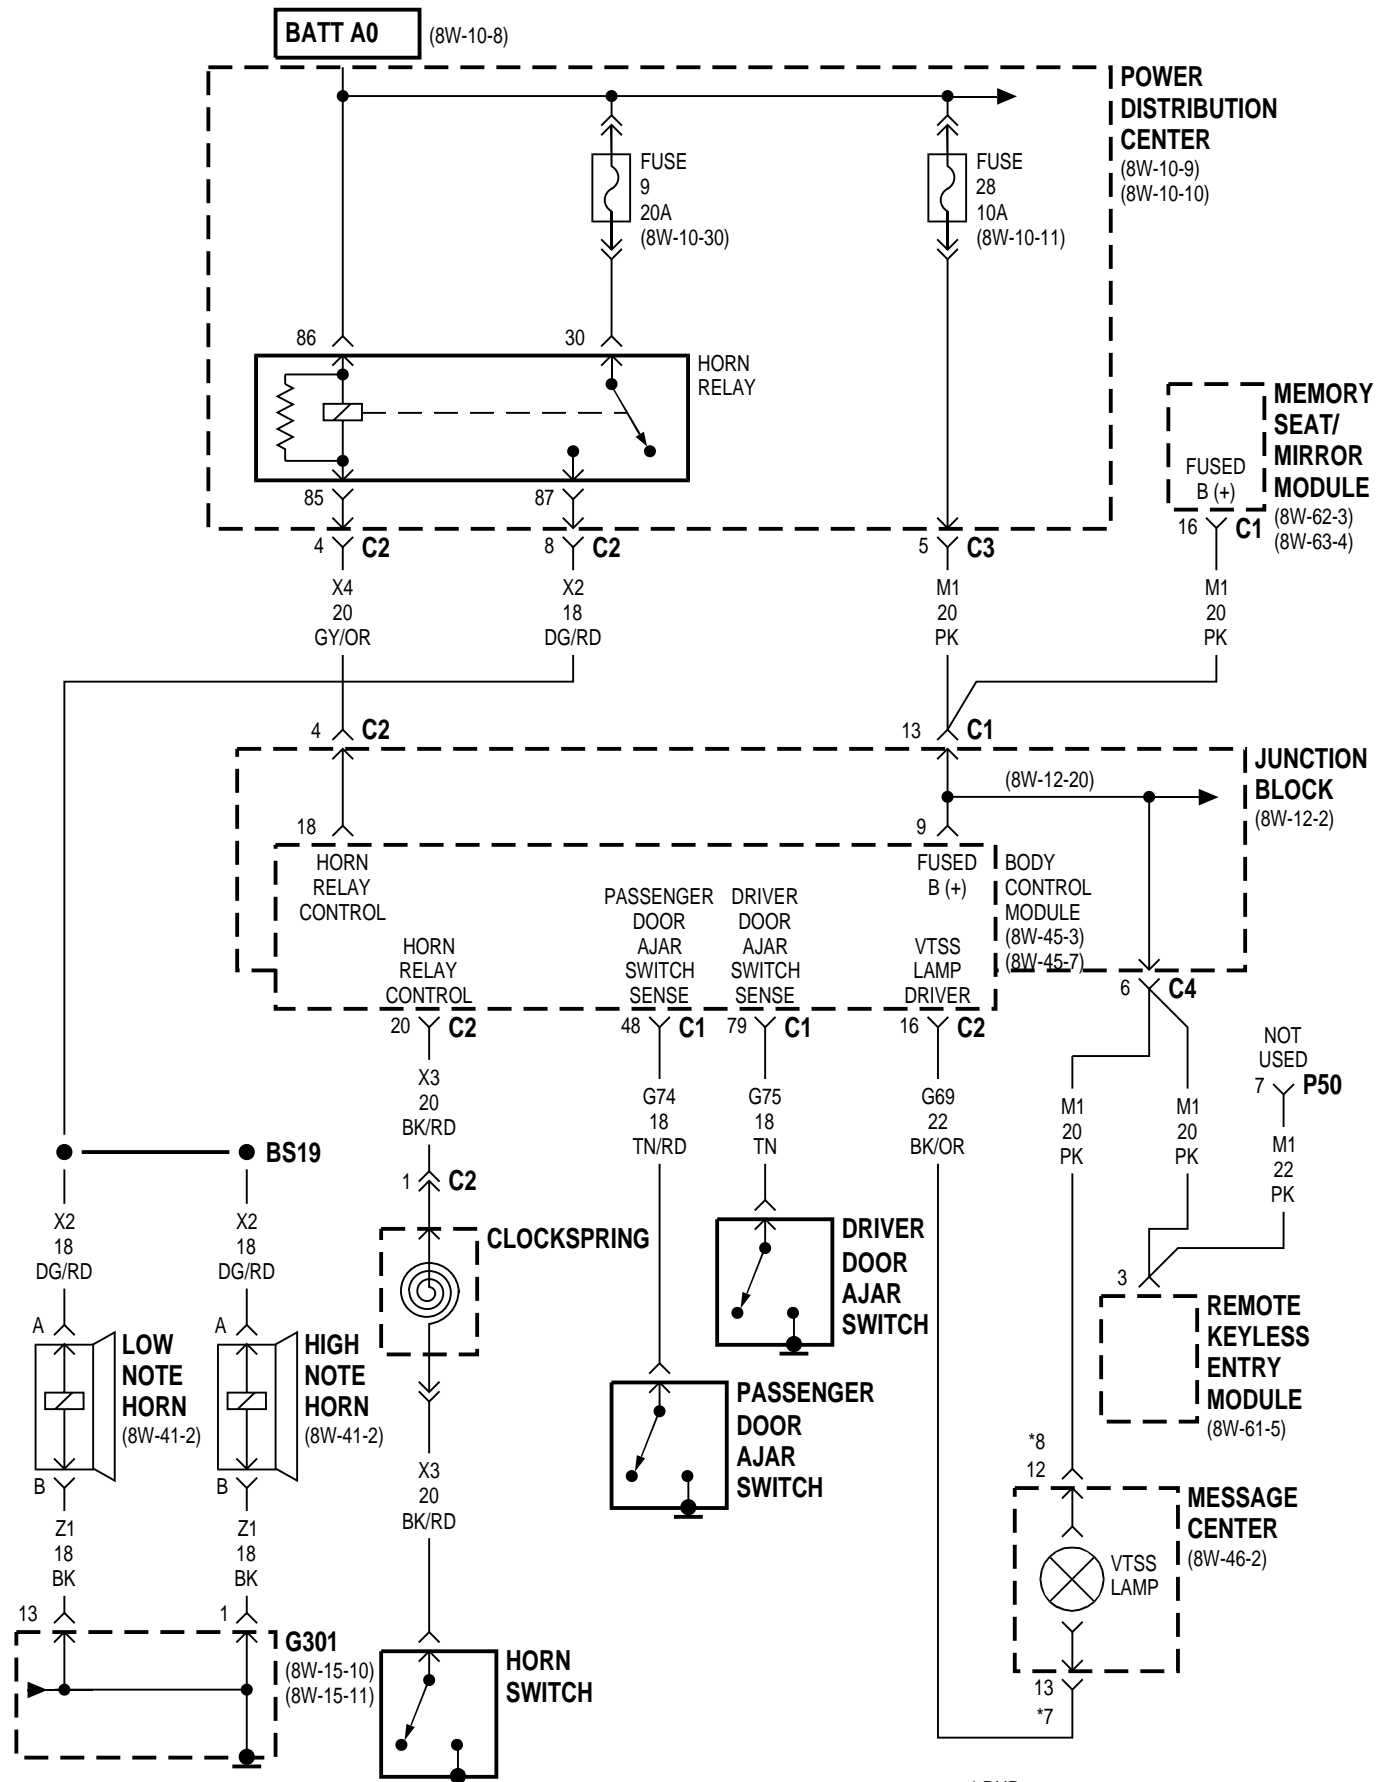 BATT A0
(8W-10-8)
POWER
DISTRIBUTION
CENTER
(8W-10-9)
(8W-10-10)
FUSE
9
20A
(8W-10-30)
FUSE
28
10A
(8W-10-11)
86
30
HORN
RELAY
85
87
4 C2
8 C2
5 C3
MEMORY
SEAT/
MIRROR
MODULE
(8W-62-3)
(8W-63-4)
FUSED
B (+)
16 C1
X4
20
GY/OR
X2
18
DG/RD
M1
20
PK
M1
20
PK
4 C2
13 C1
JUNCTION
BLOCK
(8W-12-2)
(8W-12-20)
18
9
HORN
RELAY
CONTROL
FUSED
B (+)
BODY
CONTROL
MODULE
(8W-45-3)
(8W-45-7)
HORN
RELAY
CONTROL
PASSENGER
DOOR
AJAR
SWITCH
SENSE
DRIVER
DOOR
AJAR
SWITCH
SENSE
VTSS
LAMP
DRIVER
20 C2
48 C1
79 C1
16 C2
6 C4
NOT
USED
7 P50
X3
20
BK/RD
G74
18
TN/RD
G75
18
TN
G69
22
BK/OR
M1
20
PK
M1
20
PK
M1
22
PK
BS19
1 C2
X2
18
DG/RD
X2
18
DG/RD
CLOCKSPRING
DRIVER
DOOR
AJAR
SWITCH
3
REMOTE
KEYLESS
ENTRY
MODULE
(8W-61-5)
A
LOW
NOTE
HORN
(8W-41-2)
B
A
HIGH
NOTE
HORN
(8W-41-2)
B
PASSENGER
DOOR
AJAR
SWITCH
X3
20
BK/RD
*8
12
MESSAGE
CENTER
(8W-46-2)
VTSS
LAMP
13
*7
Z1
18
BK
Z1
18
BK
13
1
G301
(8W-15-10)
(8W-15-11)
HORN
SWITCH